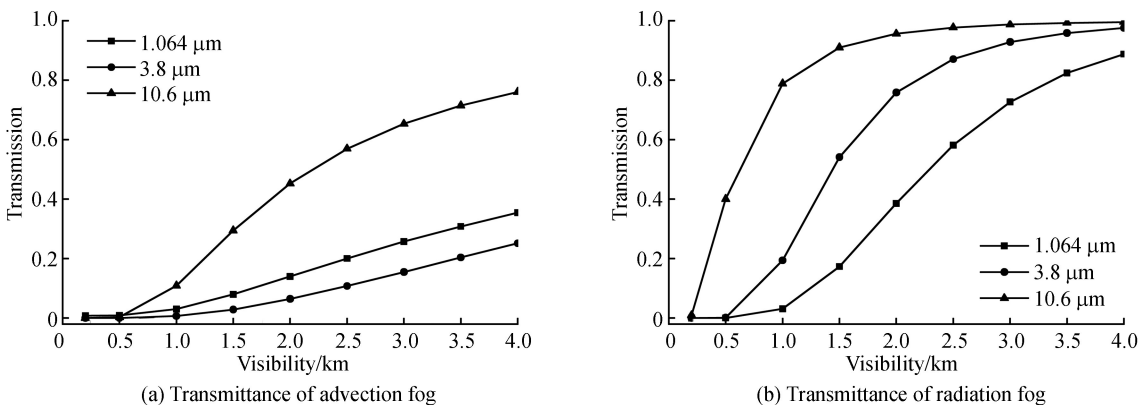 1.0
0.8
0.6
0.4
0.2
0
Transmission
1.064 μm
3.8 μm
10.6 μm
0 0.5 1.0 1.5 2.0 2.5 3.0 3.5 4.0
Visibility/km
(a) Transmittance of advection fog
1.0
0.8
0.6
0.4
0.2
0
Transmission
1.064 μm
3.8 μm
10.6 μm
0 0.5 1.0 1.5 2.0 2.5 3.0 3.5 4.0
Visibility/km
(b) Transmittance of radiation fog